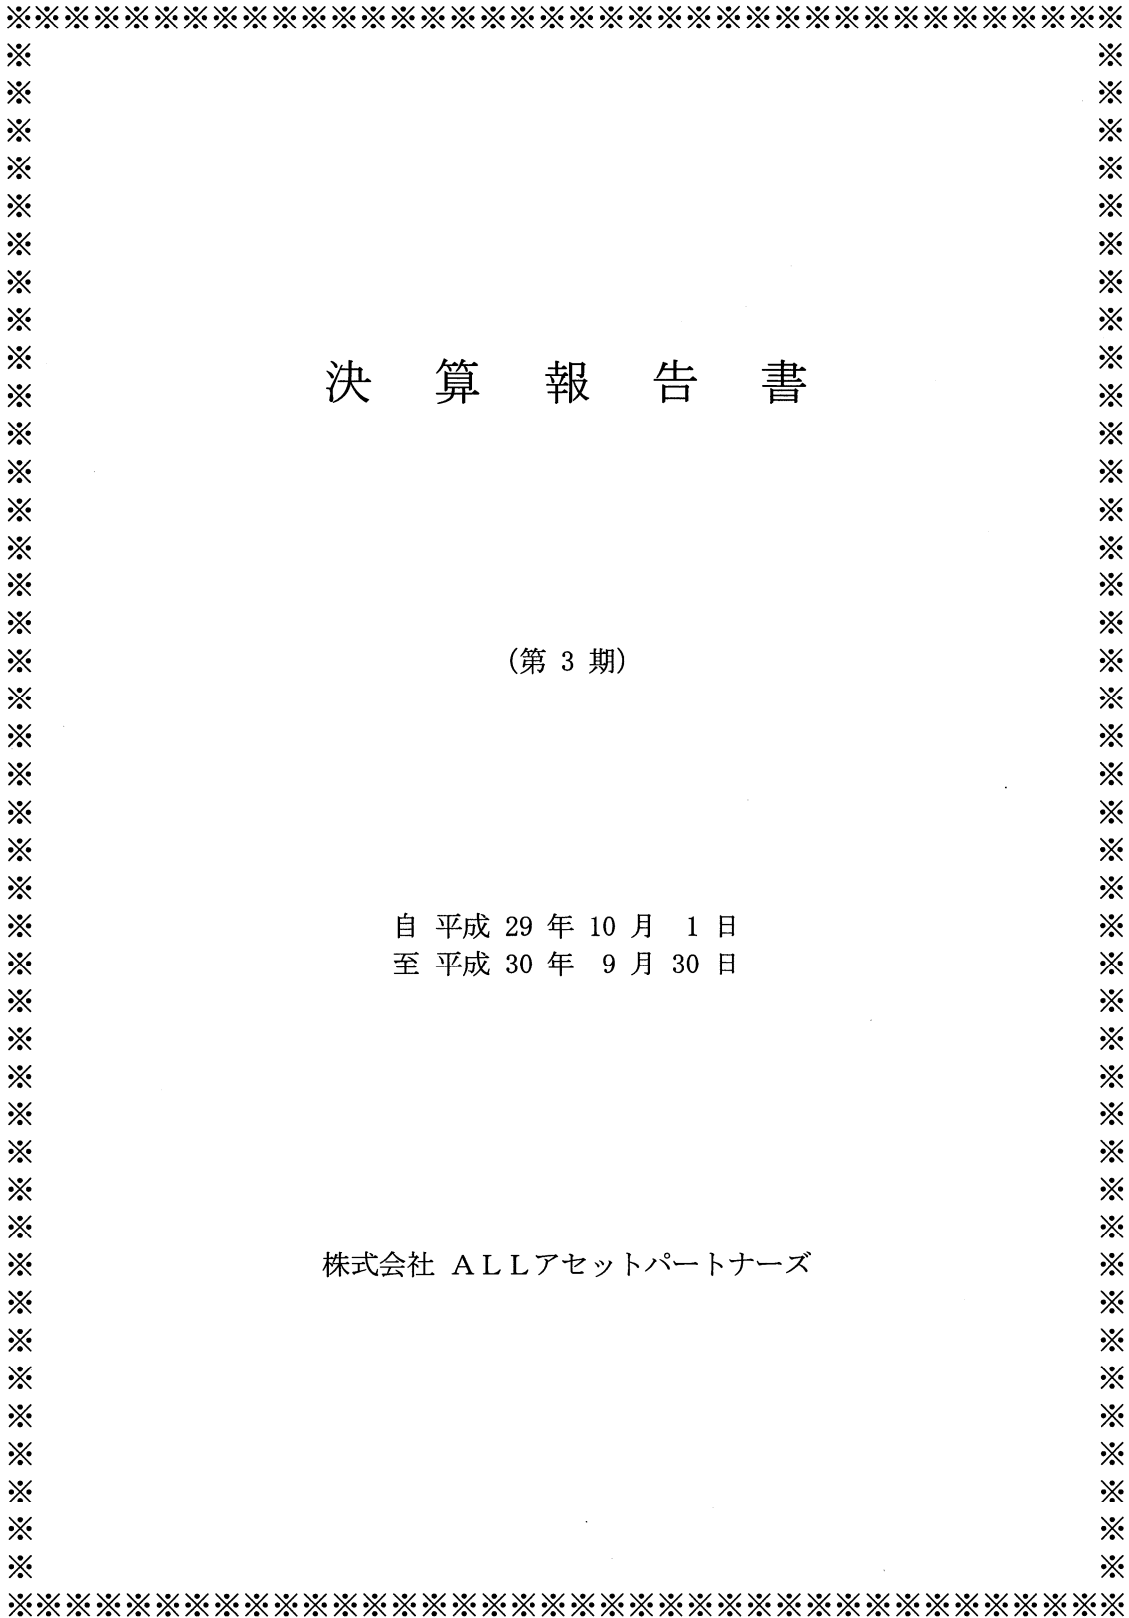 決算報告書
(第 3 期)
自 平成 29 年 10 月 1 日
至 平成 30 年 9 月 30 日
株式会社 ＡＬＬアセットパートナーズ